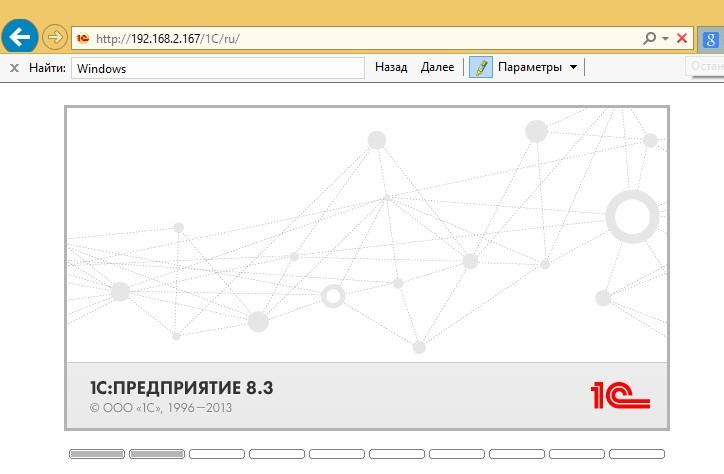 http://192.168.2.167/1C/ru/
Найти: Windows Назад Далее Параметры
Остан
1С:ПРЕДПРИЯТИЕ 8.3
© ООО «1С», 1996—2013
1С